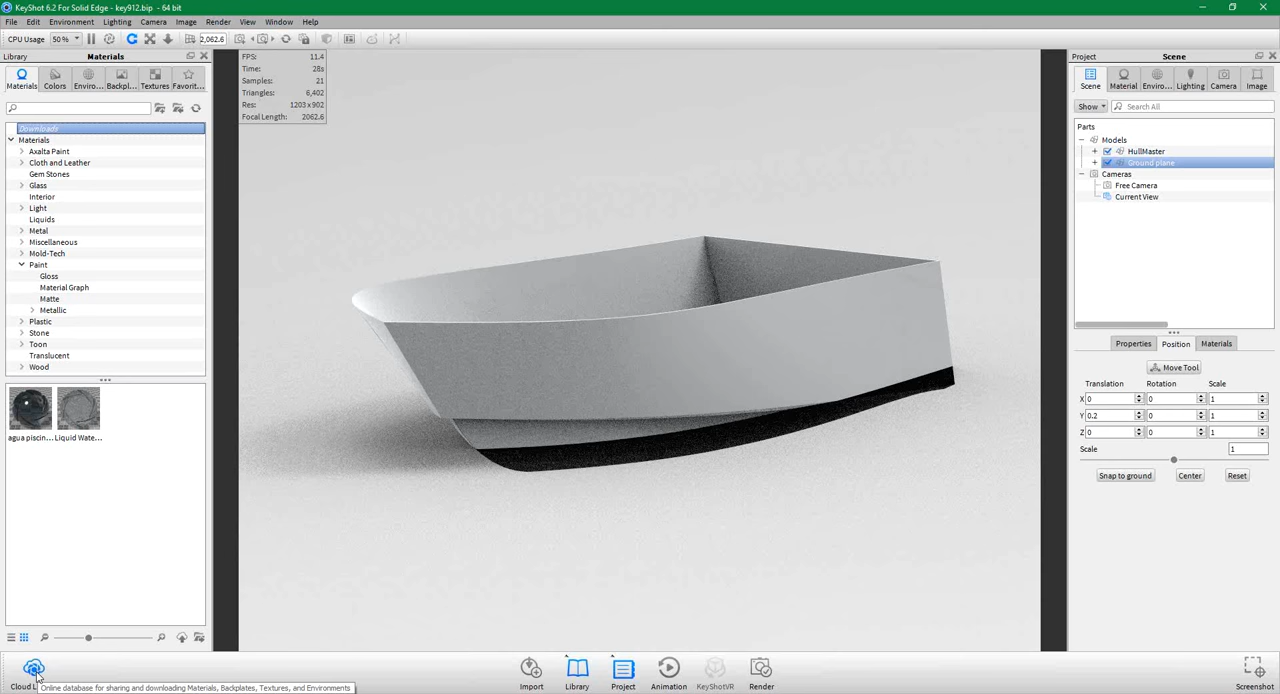 KeyShot 6.2 For Solid Edge - key912.bip - 64 bit
File Edit Environment Lighting Camera Image Render View Window Help
CPU Usage 50 % 2,062.6
Library Materials
Materials Colors Enviro... Backpl... Textures Favorit...
Downloads
Materials
Axalta Paint
Cloth and Leather
Gem Stones
Glass
Interior
Light
Liquids
Metal
Miscellaneous
Mold-Tech
Paint
Gloss
Material Graph
Matte
Metallic
Plastic
Stone
Toon
Translucent
Wood
agua piscin... Liquid Wate...
FPS: 11.4
Time: 28s
Samples: 21
Triangles: 6,402
Res: 1203 x 902
Focal Length: 2062.6
Project Scene
Scene Material Enviro... Lighting Camera Image
Show Search All
Parts
Models
HullMaster
Ground plane
Cameras
Free Camera
Current View
Properties Position Materials
Move Tool
Translation Rotation Scale
X 0 0 1
Y 0.2 0 1
Z 0 0 1
Scale 1
Snap to ground Center Reset
Cloud L
Online database for sharing and downloading Materials, Backplates, Textures, and Environments
Import Library Project Animation KeyShotVR Render Screenshot